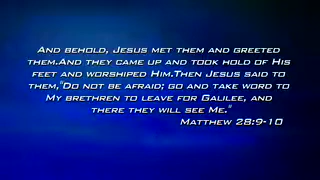 And behold, Jesus met them and greeted
them.And they came up and took hold of His
feet and worshiped Him.Then Jesus said to
them,"Do not be afraid; go and take word to
My brethren to leave for Galilee, and
there they will see Me."
Matthew 28:9-10